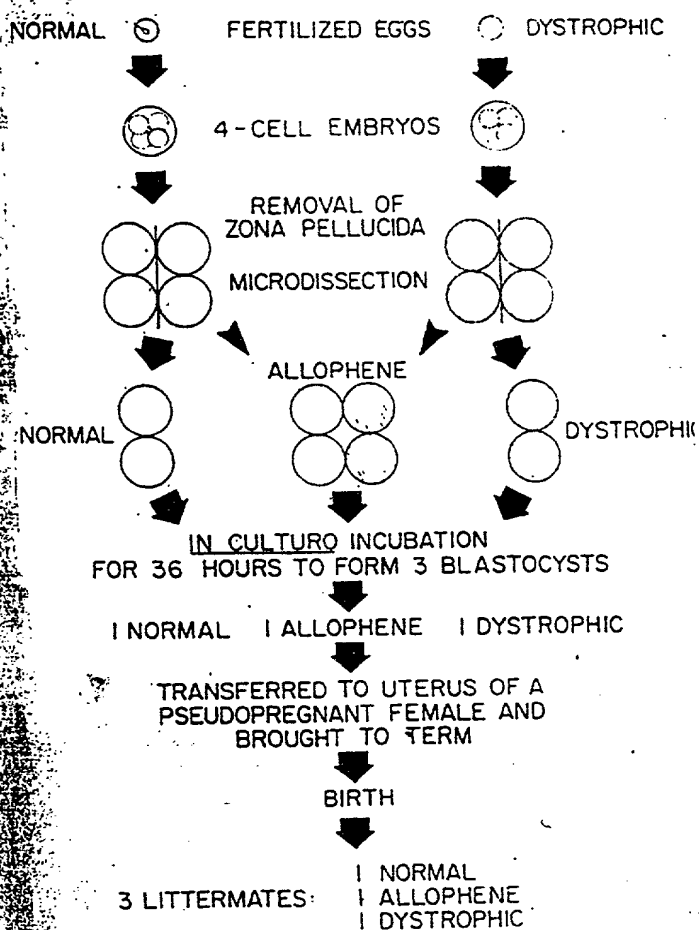 NORMAL FERTILIZED EGGS DYSTROPHIC
4-CELL EMBRYOS
REMOVAL OF
ZONA PELLUCIDA
MICRODISSECTION
ALLOPHENE
NORMAL DYSTROPHIC
IN CULTURO INCUBATION
FOR 36 HOURS TO FORM 3 BLASTOCYSTS
1 NORMAL 1 ALLOPHENE 1 DYSTROPHIC
TRANSFERRED TO UTERUS OF A
PSEUDOPREGNANT FEMALE AND
BROUGHT TO TERM
BIRTH
1 NORMAL
3 LITTERMATES: 1 ALLOPHENE
1 DYSTROPHIC